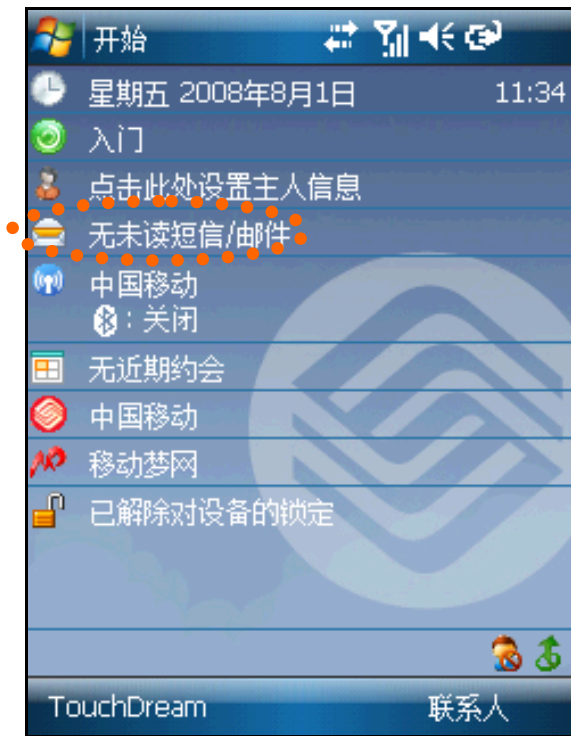 开始
星期五 2008年8月1日 11:34
入门
点击此处设置主人信息
无未读短信/邮件
中国移动
：关闭
无近期约会
中国移动
移动梦网
已解除对设备的锁定
TouchDream 联系人